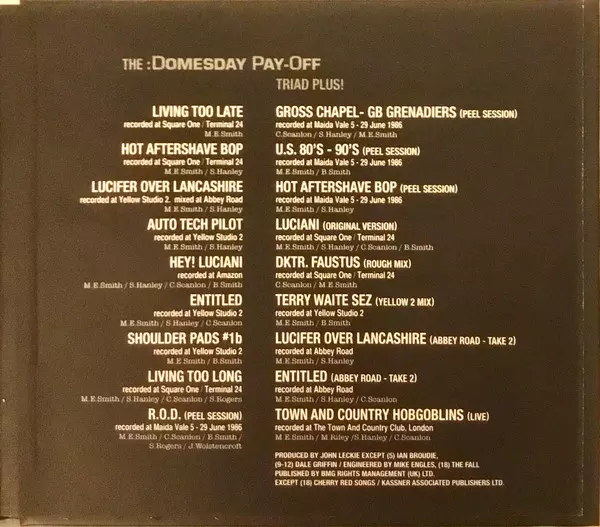 THE :DOMESDAY PAY-OFF
TRIAD PLUS!
LIVING TOO LATE
recorded at Square One / Terminal 24
M.E.Smith
HOT AFTERSHAVE BOP
recorded at Square One / Terminal 24
M.E.Smith / S.Hanley
LUCIFER OVER LANCASHIRE
recorded at Yellow Studio 2. mixed at Abbey Road
M.E.Smith / S.Hanley
AUTO TECH PILOT
recorded at Yellow Studio 2
M.E.Smith / S.Hanley
HEY! LUCIANI
recorded at Amazon
M.E.Smith / S.Hanley / C.Scanlon / B.Smith
ENTITLED
recorded at Yellow Studio 2
M.E.Smith / S.Hanley / C.Scanlon
SHOULDER PADS #1b
recorded at Yellow Studio 2
M.E.Smith / B.Smith
LIVING TOO LONG
recorded at Square One / Terminal 24
M.E.Smith / S.Hanley / C.Scanlon / S.Rogers
R.O.D. (PEEL SESSION)
recorded at Maida Vale 5 - 29 June 1986
M.E.Smith / C.Scanlon / B.Smith /
S.Rogers / J.Wolstencroft
GROSS CHAPEL- GB GRENADIERS (PEEL SESSION)
recorded at Maida Vale 5 - 29 June 1986
C.Scanlon / S.Hanley / M.E.Smith
U.S. 80'S - 90'S (PEEL SESSION)
recorded at Maida Vale 5 - 29 June 1986
M.E.Smith / B.Smith
HOT AFTERSHAVE BOP (PEEL SESSION)
recorded at Maida Vale 5 - 29 June 1986
M.E.Smith / S.Hanley
LUCIANI (ORIGINAL VERSION)
recorded at Square One / Terminal 24
M.E.Smith / S.Hanley / C.Scanlon / B.Smith
DKTR. FAUSTUS (ROUGH MIX)
recorded at Square One / Terminal 24
C.Scanlon / M.E.Smith
TERRY WAITE SEZ (YELLOW 2 MIX)
recorded at Yellow Studio 2
M.E.Smith / B.Smith
LUCIFER OVER LANCASHIRE (ABBEY ROAD - TAKE 2)
recorded at Abbey Road
M.E.Smith / S.Hanley
ENTITLED (ABBEY ROAD - TAKE 2)
recorded at Abbey Road
M.E.Smith / S.Hanley / C.Scanlon
TOWN AND COUNTRY HOBGOBLINS (LIVE)
recorded at The Town And Country Club, London
M.E.Smith / M.Riley / S.Hanley / C.Scanlon
PRODUCED BY JOHN LECKIE EXCEPT (5) IAN BROUDIE,
(9-12) DALE GRIFFIN / ENGINEERED BY MIKE ENGLES, (18) THE FALL
PUBLISHED BY BMG RIGHTS MANAGEMENT (UK) LTD.
EXCEPT (18) CHERRY RED SONGS / KASSNER ASSOCIATED PUBLISHERS LTD.